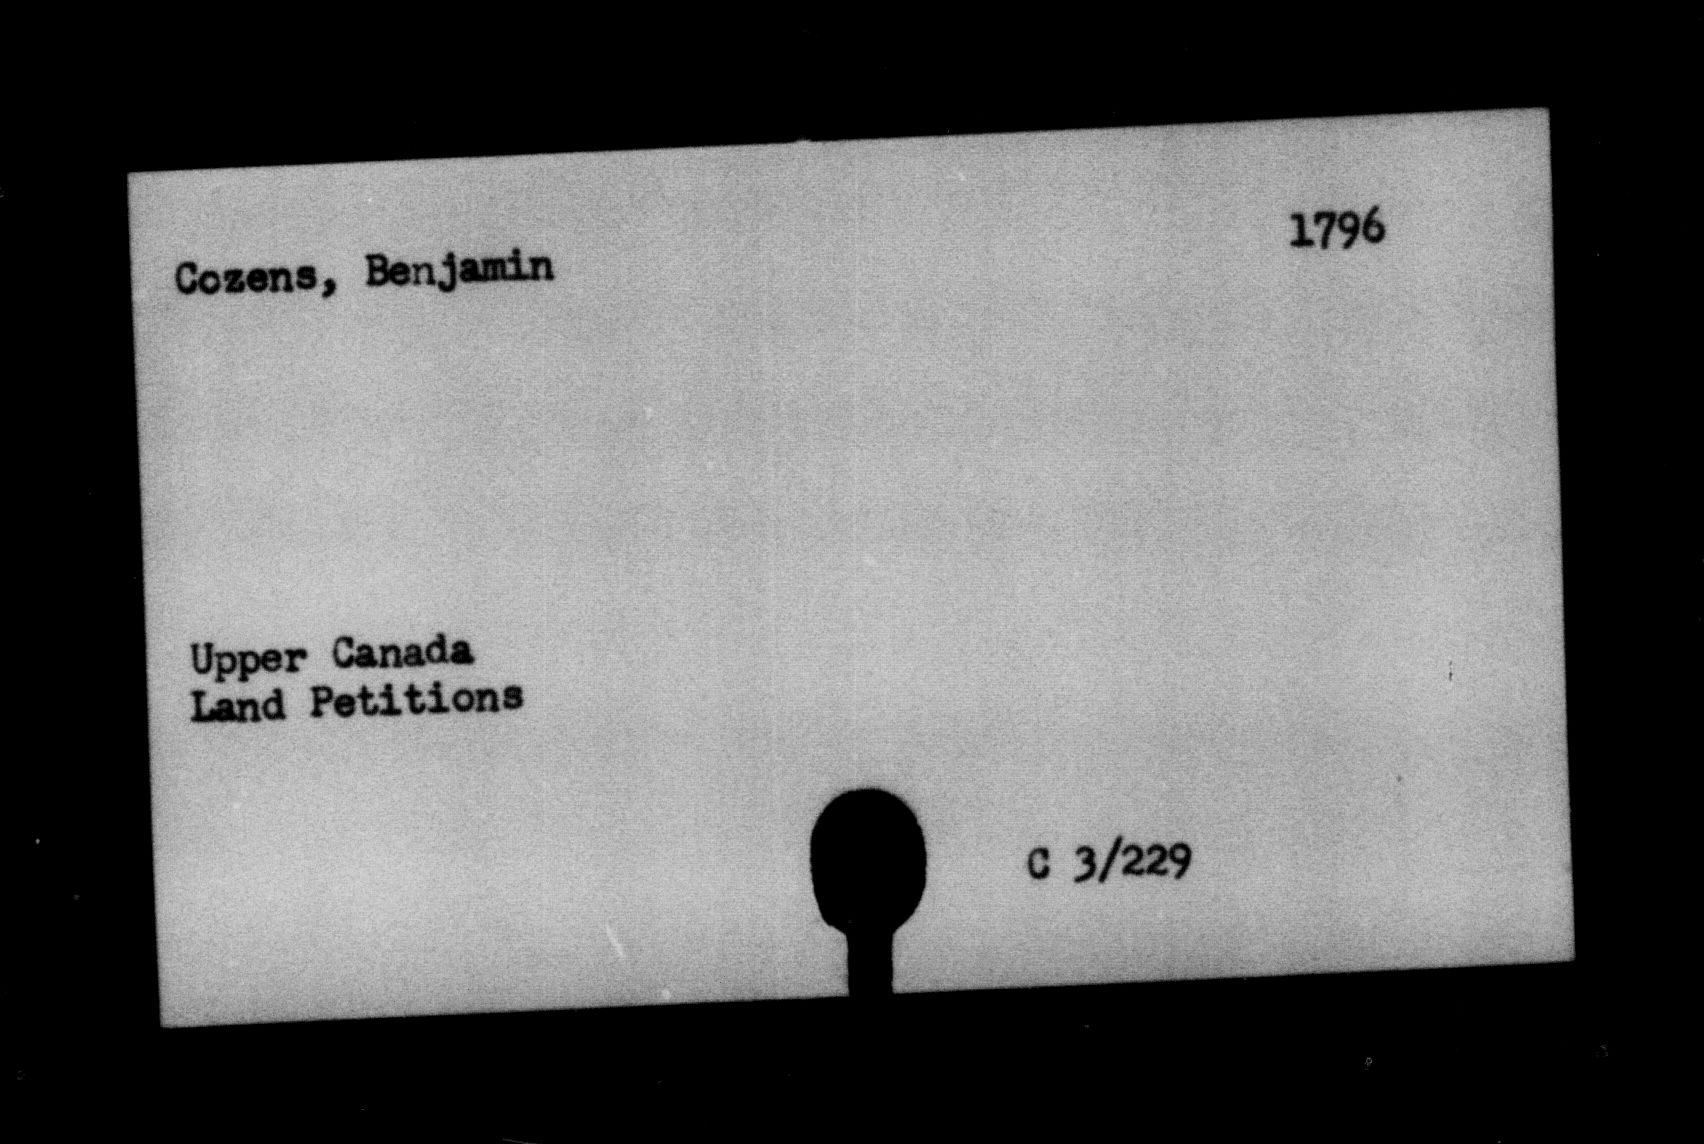 1796
Cozens, Benjamin
Upper Canada
Land Petitions
C 3/229